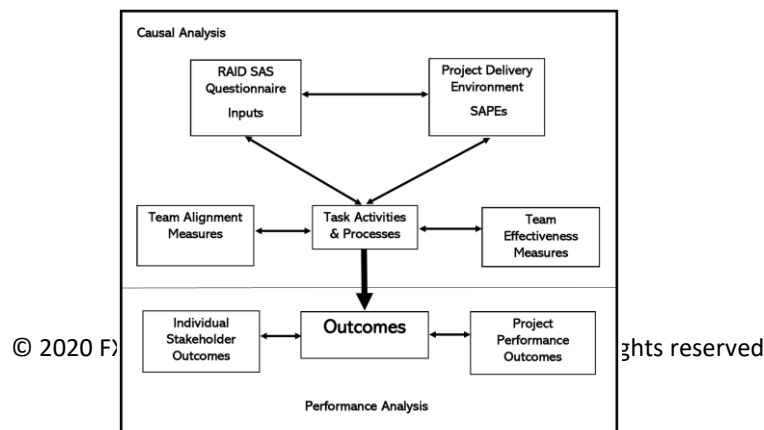 Causal Analysis
RAID SAS
Questionnaire
Inputs
Project Delivery
Environment
SAPEs
Team Alignment
Measures
Task Activities
& Processes
Team
Effectiveness
Measures
Individual
Stakeholder
Outcomes
Outcomes
Project
Performance
Outcomes
© 2020 reserved
Performance Analysis